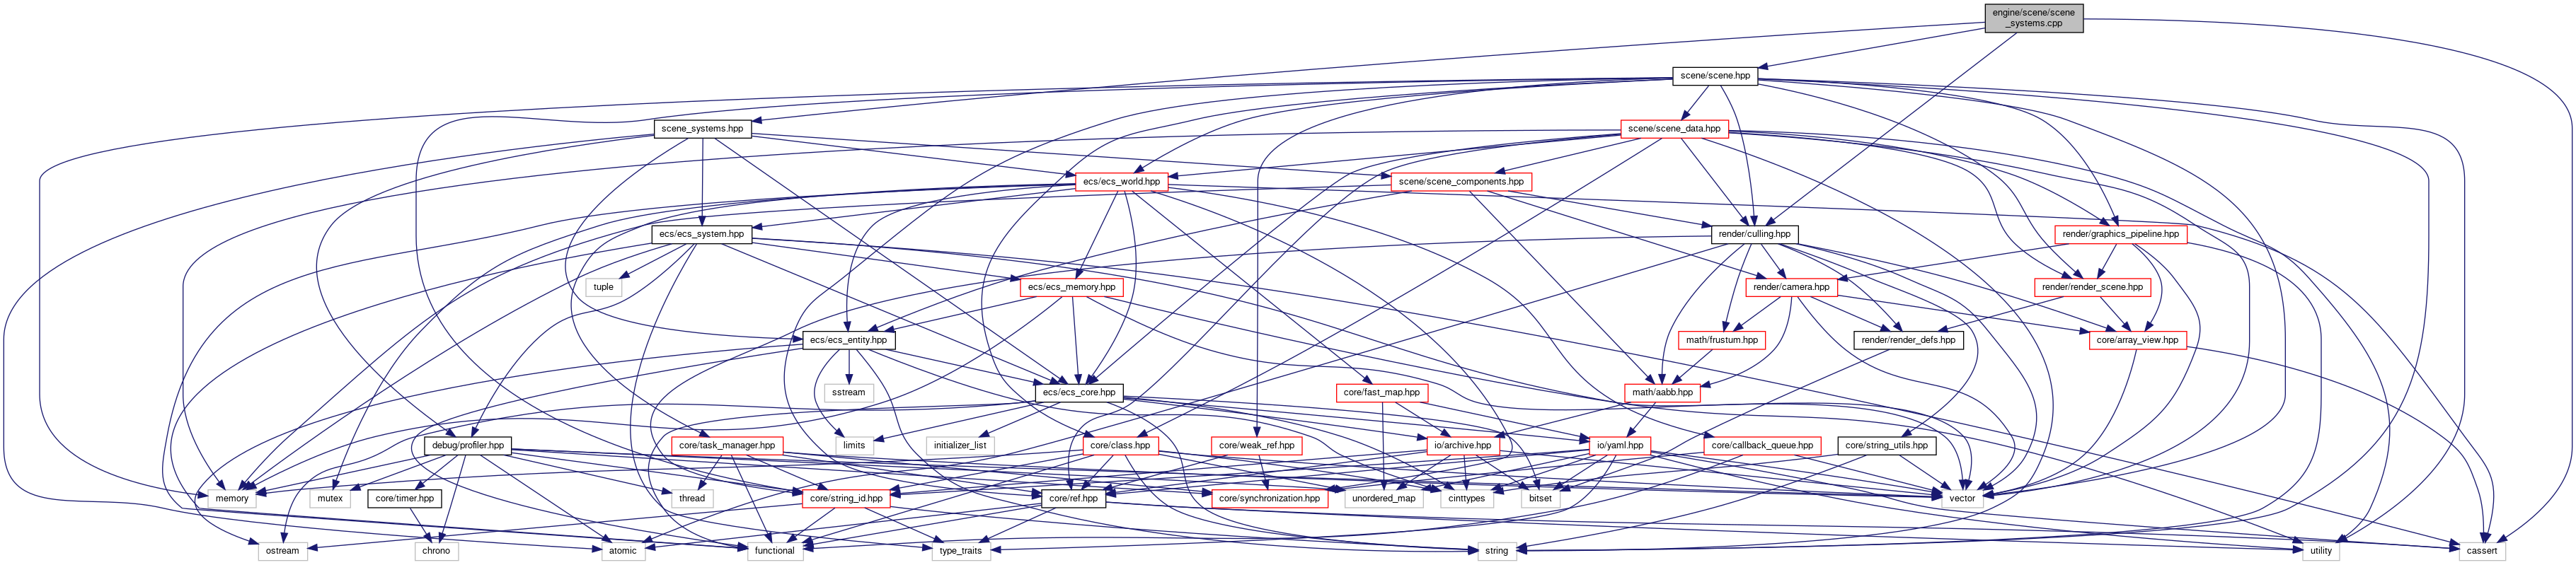 engine/scene/scene
_systems.cpp
scene/scene.hpp
scene_systems.hpp
scene/scene_data.hpp
ecs/ecs_world.hpp
scene/scene_components.hpp
ecs/ecs_system.hpp
render/culling.hpp
render/graphics_pipeline.hpp
tuple
ecs/ecs_memory.hpp
render/camera.hpp
render/render_scene.hpp
ecs/ecs_entity.hpp
math/frustum.hpp
render/render_defs.hpp
core/array_view.hpp
sstream
ecs/ecs_core.hpp
core/fast_map.hpp
math/aabb.hpp
debug/profiler.hpp
core/task_manager.hpp
limits
initializer_list
core/class.hpp
core/weak_ref.hpp
io/archive.hpp
io/yaml.hpp
core/callback_queue.hpp
core/string_utils.hpp
memory
mutex
core/timer.hpp
thread
core/string_id.hpp
core/ref.hpp
core/synchronization.hpp
unordered_map
cinttypes
bitset
vector
ostream
chrono
atomic
functional
type_traits
string
utility
cassert